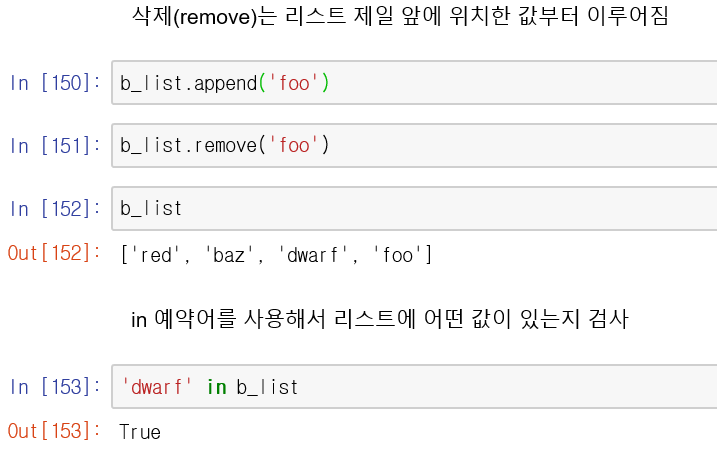 삭제(remove)는 리스트 제일 앞에 위치한 값부터 이루어짐
In [150]: b_list.append('foo')
In [151]: b_list.remove('foo')
In [152]: b_list
Out[152]: ['red', 'baz', 'dwarf', 'foo']
in 예약어를 사용해서 리스트에 어떤 값이 있는지 검사
In [153]: 'dwarf' in b_list
Out[153]: True